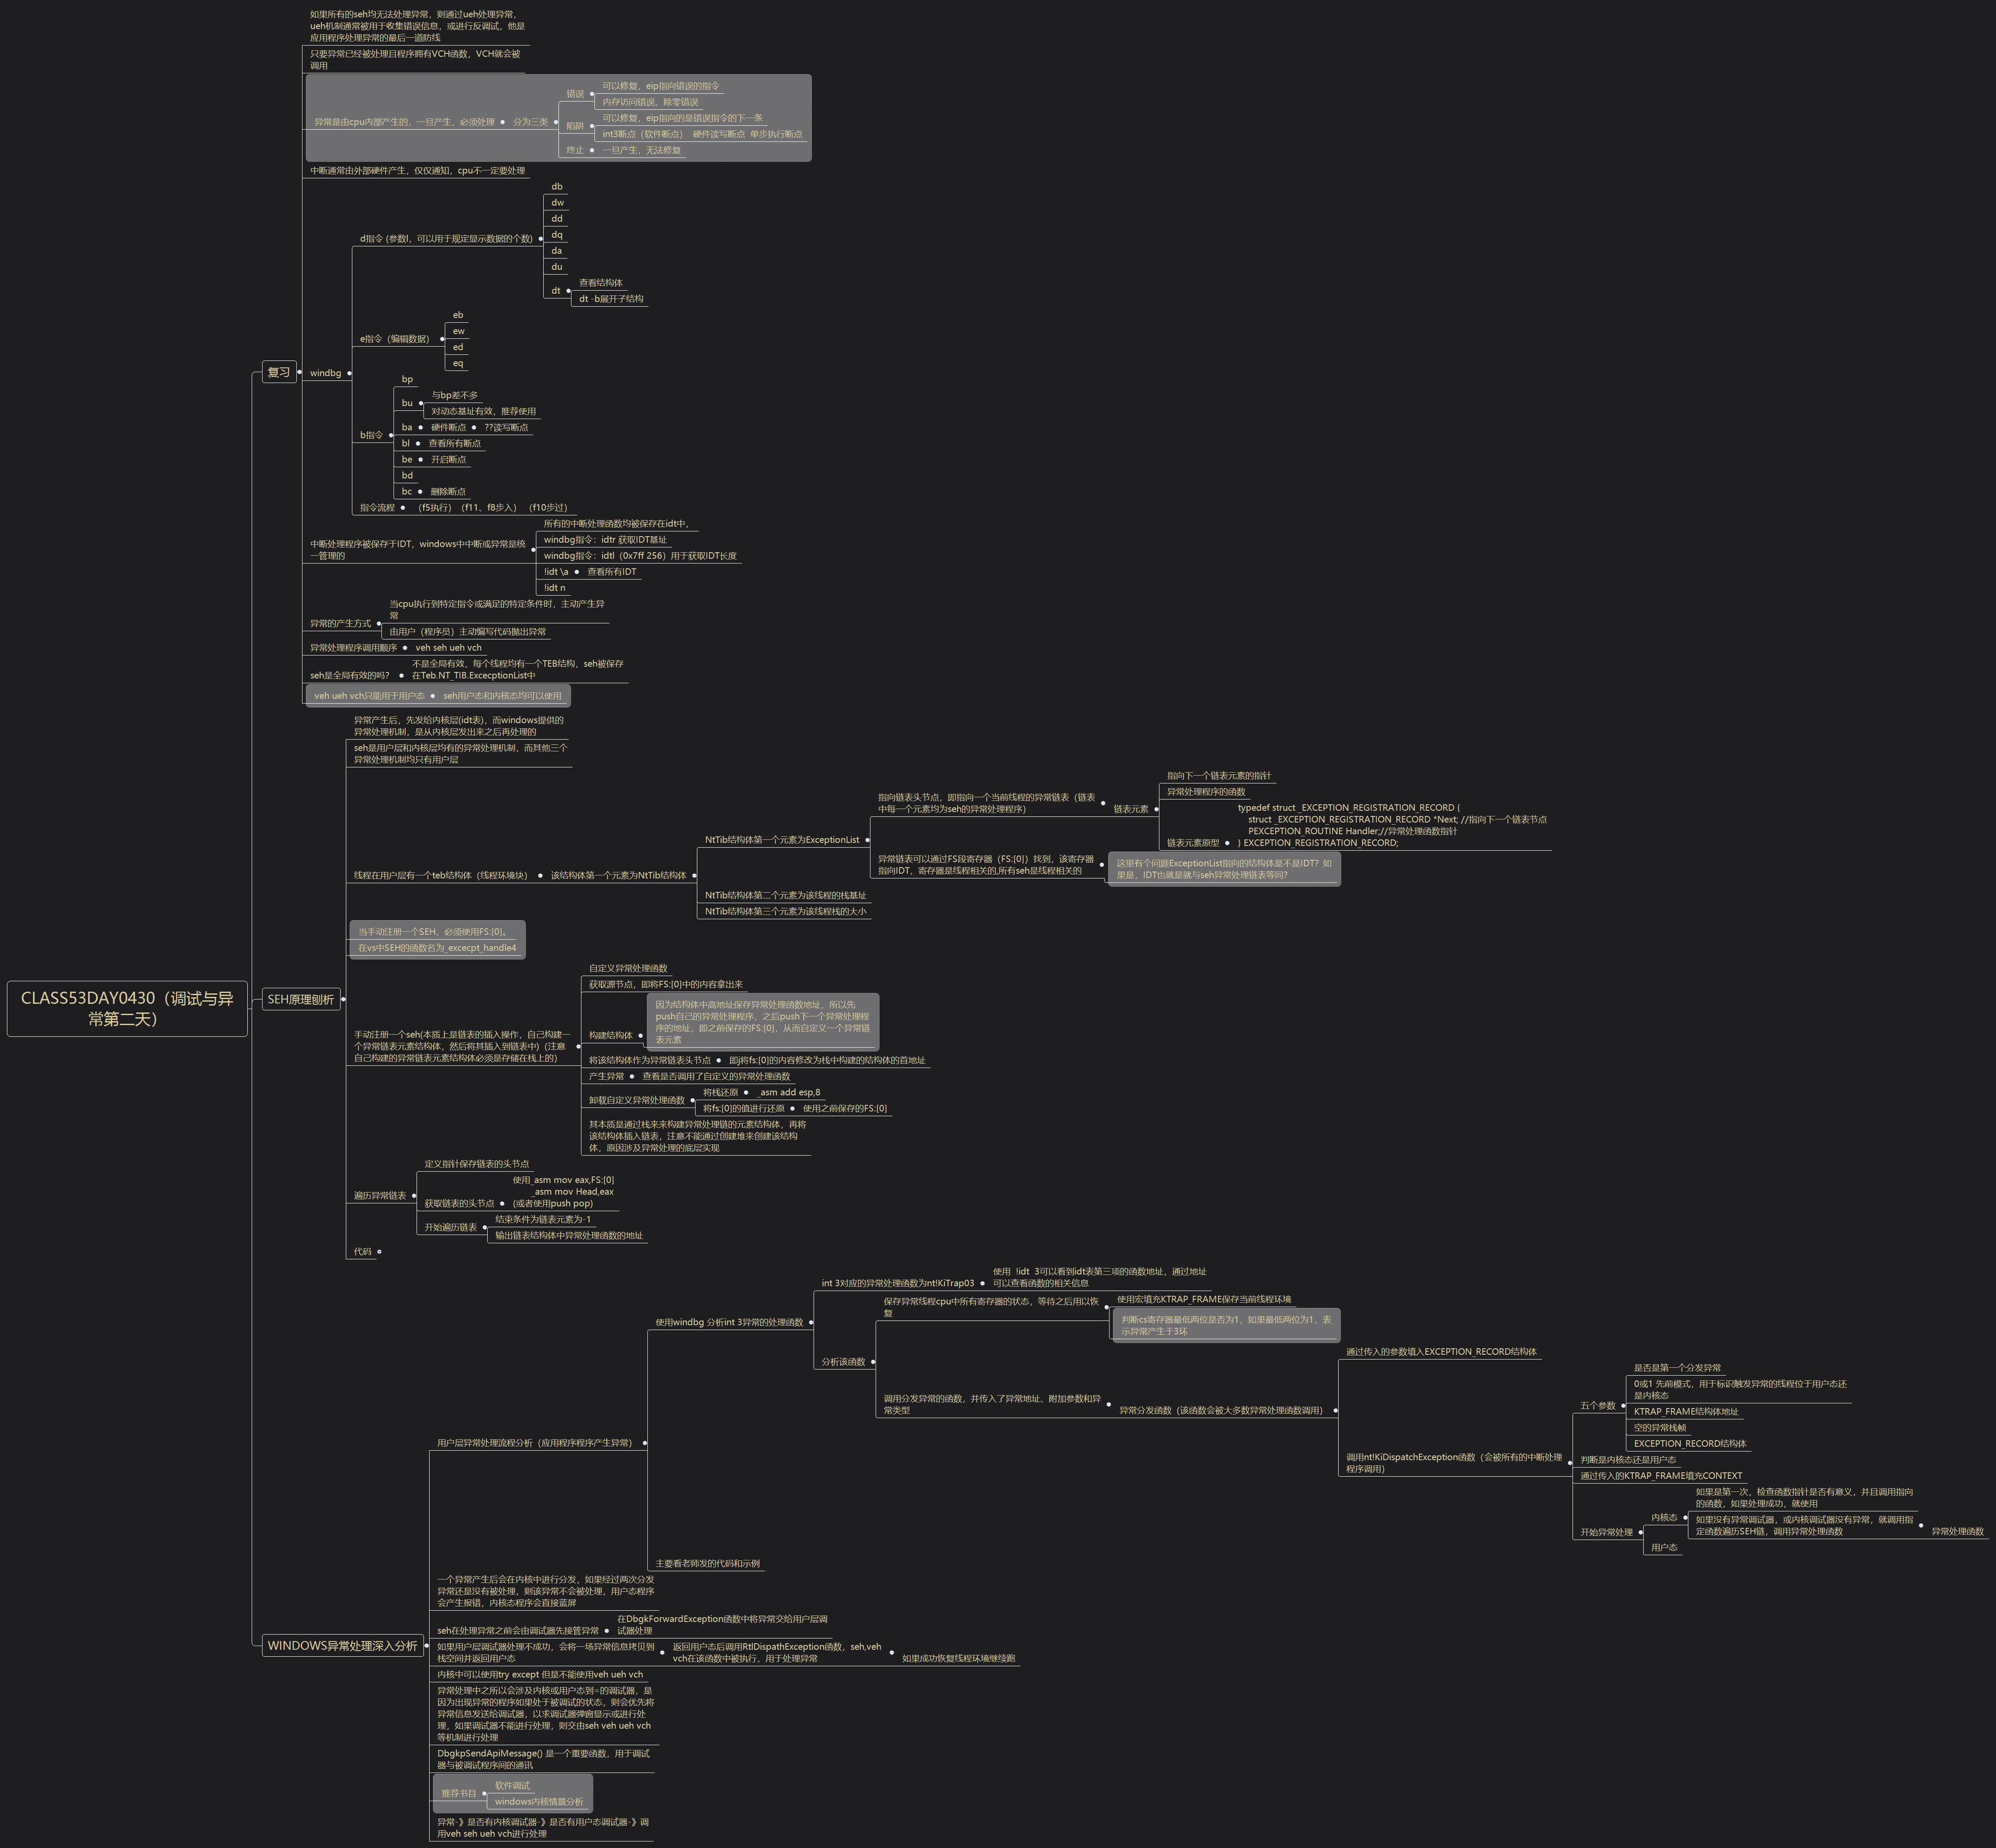 CLASS53DAY0430（调试与异
常第二天）
复习
如果所有的seh均无法处理异常，则通过ueh处理异常，
ueh机制通常被用于收集错误信息，或进行反调试，他是
应用程序处理异常的最后一道防线
只要异常已经被处理且程序拥有VCH函数，VCH就会被
调用
异常是由cpu内部产生的，一旦产生，必须处理
分为三类
错误
可以修复，eip指向错误的指令
内存访问错误、除零错误
陷阱
可以修复，eip指向的是错误指令的下一条
int3断点（软件断点） 硬件读写断点 单步执行断点
终止
一旦产生，无法修复
中断通常由外部硬件产生，仅仅通知，cpu不一定要处理
windbg
d指令 (参数l，可以用于规定显示数据的个数)
db
dw
dd
dq
da
du
dt
查看结构体
dt -b展开子结构
e指令（编辑数据）
eb
ew
ed
eq
b指令
bp
bu
与bp差不多
对动态基址有效，推荐使用
ba
硬件断点
??读写断点
bl
查看所有断点
be
开启断点
bd
bc
删除断点
指令流程
（f5执行）（f11、f8步入）（f10步过）
中断处理程序被保存于IDT，windows中中断或异常是统
一管理的
所有的中断处理函数均被保存在idt中，
windbg指令：idtr 获取IDT基址
windbg指令：idtl（0x7ff 256）用于获取IDT长度
!idt \a
查看所有IDT
!idt n
异常的产生方式
当cpu执行到特定指令或满足的特定条件时，主动产生异
常
由用户（程序员）主动编写代码抛出异常
异常处理程序调用顺序
veh seh ueh vch
seh是全局有效的吗？
不是全局有效，每个线程均有一个TEB结构，seh被保存
在Teb.NT_TIB.ExcecptionList中
veh ueh vch只能用于用户态
seh用户态和内核态均可以使用
SEH原理刨析
异常产生后，先发给内核层(idt表)，而windows提供的
异常处理机制，是从内核层发出来之后再处理的
seh是用户层和内核层均有的异常处理机制，而其他三个
异常处理机制均只有用户层
线程在用户层有一个teb结构体（线程环境块）
该结构体第一个元素为NtTib结构体
NtTib结构体第一个元素为ExceptionList
指向链表头节点，即指向一个当前线程的异常链表（链表
中每一个元素均为seh的异常处理程序）
链表元素
指向下一个链表元素的指针
异常处理程序的函数
链表元素原型
typedef struct _EXCEPTION_REGISTRATION_RECORD {
struct _EXCEPTION_REGISTRATION_RECORD *Next; //指向下一个链表节点
PEXCEPTION_ROUTINE Handler;//异常处理函数指针
} EXCEPTION_REGISTRATION_RECORD;
异常链表可以通过FS段寄存器（FS:[0]）找到，该寄存器
指向IDT，寄存器是线程相关的,所有seh是线程相关的
这里有个问题ExceptionList指向的结构体是不是IDT？如
果是，IDT也就是就与seh异常处理链表等同？
NtTib结构体第二个元素为该线程的栈基址
NtTib结构体第三个元素为该线程栈的大小
当手动注册一个SEH，必须使用FS:[0]。
在vs中SEH的函数名为_excecpt_handle4
手动注册一个seh(本质上是链表的插入操作，自己构建一
个异常链表元素结构体，然后将其插入到链表中)（注意
自己构建的异常链表元素结构体必须是存储在栈上的）
自定义异常处理函数
获取源节点，即将FS:[0]中的内容拿出来
构建结构体
因为结构体中高地址保存异常处理函数地址，所以先
push自己的异常处理程序，之后push下一个异常处理程
序的地址，即之前保存的FS:[0]，从而自定义一个异常链
表元素
将该结构体作为异常链表头节点
即j将fs:[0]的内容修改为栈中构建的结构体的首地址
产生异常
查看是否调用了自定义的异常处理函数
卸载自定义异常处理函数
将栈还原
_asm add esp,8
将fs:[0]的值进行还原
使用之前保存的FS:[0]
其本质是通过栈来来构建异常处理链的元素结构体，再将
该结构体插入链表，注意不能通过创建堆来创建该结构
体，原因涉及异常处理的底层实现
遍历异常链表
定义指针保存链表的头节点
获取链表的头节点
使用_asm mov eax,FS:[0]
_asm mov Head,eax
(或者使用push pop)
开始遍历链表
结束条件为链表元素为-1
输出链表结构体中异常处理函数的地址
代码
WINDOWS异常处理深入分析
用户层异常处理流程分析（应用程序程序产生异常）
使用windbg 分析int 3异常的处理函数
int 3对应的异常处理函数为nt!KiTrap03
使用 !idt 3可以看到idt表第三项的函数地址，通过地址
可以查看函数的相关信息
分析该函数
保存异常线程cpu中所有寄存器的状态，等待之后用以恢
复
使用宏填充KTRAP_FRAME保存当前线程环境
判断cs寄存器最低两位是否为1，如果最低两位为1，表
示异常产生于3环
调用分发异常的函数，并传入了异常地址、附加参数和异
常类型
异常分发函数（该函数会被大多数异常处理函数调用）
通过传入的参数填入EXCEPTION_RECORD结构体
调用nt!KiDispatchException函数（会被所有的中断处理
程序调用）
五个参数
是否是第一个分发异常
0或1 先前模式，用于标识触发异常的线程位于用户态还
是内核态
KTRAP_FRAME结构体地址
空的异常栈帧
EXCEPTION_RECORD结构体
判断是内核态还是用户态
通过传入的KTRAP_FRAME填充CONTEXT
开始异常处理
内核态
如果是第一次，检查函数指针是否有意义，并且调用指向
的函数，如果处理成功，就使用
如果没有异常调试器，或内核调试器没有异常，就调用指
定函数遍历SEH链，调用异常处理函数
异常处理函数
用户态
主要看老师发的代码和示例
一个异常产生后会在内核中进行分发，如果经过两次分发
异常还是没有被处理，则该异常不会被处理，用户态程序
会产生报错，内核态程序会直接蓝屏
seh在处理异常之前会由调试器先接管异常
在DbgkForwardException函数中将异常交给用户层调
试器处理
如果用户层调试器处理不成功，会将一场异常信息拷贝到
栈空间并返回用户态
返回用户态后调用RtlDispathException函数，seh,veh
vch在该函数中被执行，用于处理异常
如果成功恢复线程环境继续跑
内核中可以使用try except 但是不能使用veh ueh vch
异常处理中之所以会涉及内核或用户态到=的调试器，是
因为出现异常的程序如果处于被调试的状态，则会优先将
异常信息发送给调试器，以求调试器弹窗显示或进行处
理，如果调试器不能进行处理，则交由seh veh ueh vch
等机制进行处理
DbgkpSendApiMessage() 是一个重要函数，用于调试
器与被调试程序间的通讯
推荐书目
软件调试
windows内核情景分析
异常-》是否有内核调试器-》是否有用户态调试器-》调
用veh seh ueh vch进行处理